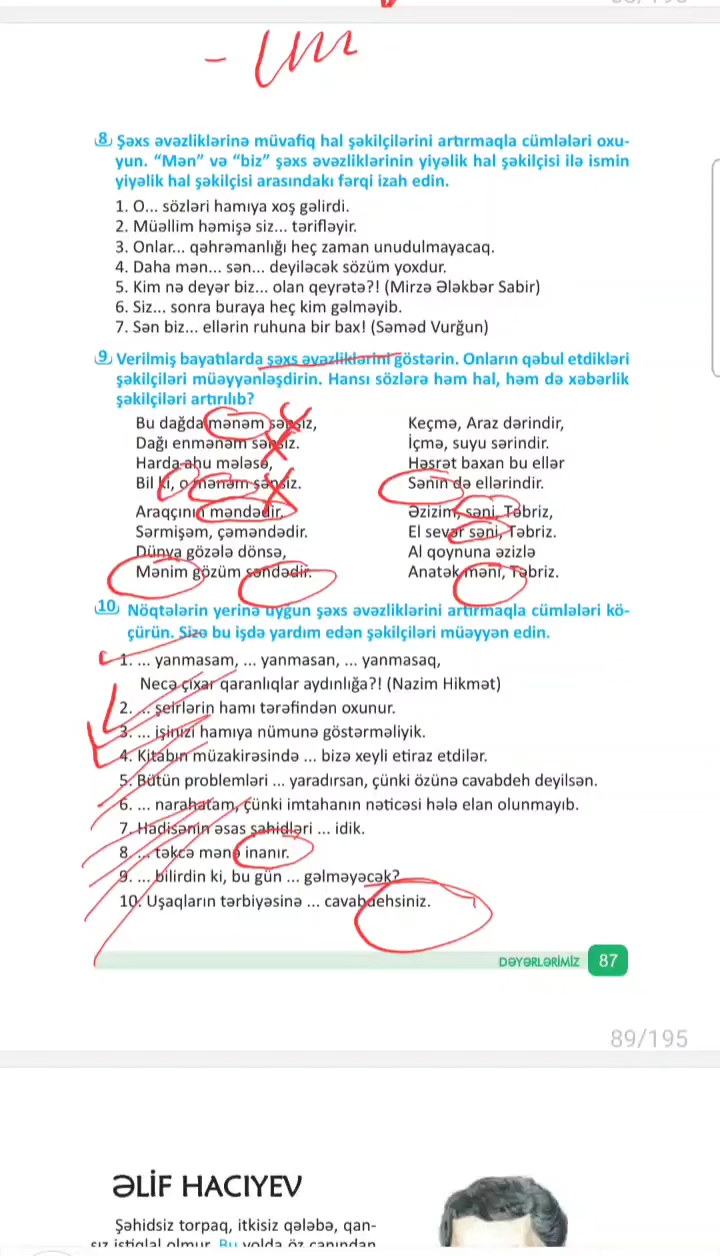 8 Şəxs əvəzliklərinə müvafiq hal şəkilçilərini artırmaqla cümlələri oxu-
yun. “Mən” və “biz” şəxs əvəzliklərinin yiyəlik hal şəkilçisi ilə ismin
yiyəlik hal şəkilçisi arasındakı fərqi izah edin.
1. O... sözləri hamıya xoş gəlirdi.
2. Müəllim həmişə siz... tərifləyir.
3. Onlar... qəhrəmanlığı heç zaman unudulmayacaq.
4. Daha mən... sən... deyiləcək sözüm yoxdur.
5. Kim nə deyər biz... olan qeyrətə?! (Mirzə Ələkbər Sabir)
6. Siz... sonra buraya heç kim gəlməyib.
7. Sən biz... ellərin ruhuna bir bax! (Səməd Vurğun)
9 Verilmiş bayatılarda şəxs əvəzliklərini göstərin. Onların qəbul etdikləri
şəkilçiləri müəyyənləşdirin. Hansı sözlərə həm hal, həm də xəbərlik
şəkilçiləri artırılıb?
Bu dağda mənəm sənsiz,
Dağı enmənəm sənsiz.
Harda ahu mələsə,
Bil ki, o mənəm sənsiz.
Araqçının məndədir,
Sərmişəm, çəməndədir.
Dünya gözələ dönsə,
Mənim gözüm səndədir.
Keçmə, Araz dərindir,
İçmə, suyu sərindir.
Həsrət baxan bu ellər
Sənin də ellərindir.
Əzizim, səni, Təbriz,
El sevər səni, Təbriz.
Al qoynuna əzizlə
Anatək məni, Təbriz.
10 Nöqtələrin yerinə uyğun şəxs əvəzliklərini artırmaqla cümlələri kö-
çürün. Sizə bu işdə yardım edən şəkilçiləri müəyyən edin.
1. ... yanmasam, ... yanmasan, ... yanmasaq,
Necə çıxar qaranlıqlar aydınlığa?! (Nazim Hikmət)
2. ... şeirlərin hamı tərəfindən oxunur.
3. ... işinizi hamıya nümunə göstərməliyik.
4. Kitabın müzakirəsində ... bizə xeyli etiraz etdilər.
5. Bütün problemləri ... yaradırsan, çünki özünə cavabdeh deyilsən.
6. ... narahatam, çünki imtahanın nəticəsi hələ elan olunmayıb.
7. Hadisənin əsas şahidləri ... idik.
8. ... təkcə mənə inanır.
9. ... bilirdin ki, bu gün ... gəlməyəcək?
10. Uşaqların tərbiyəsinə ... cavabdehsiniz.
DƏYƏRLƏRİMİZ 87
89/195
ƏLİF HACIYEV
Şəhidsiz torpaq, itkisiz qələbə, qan-
sız istiqlal olmur. Bu yolda öz canından